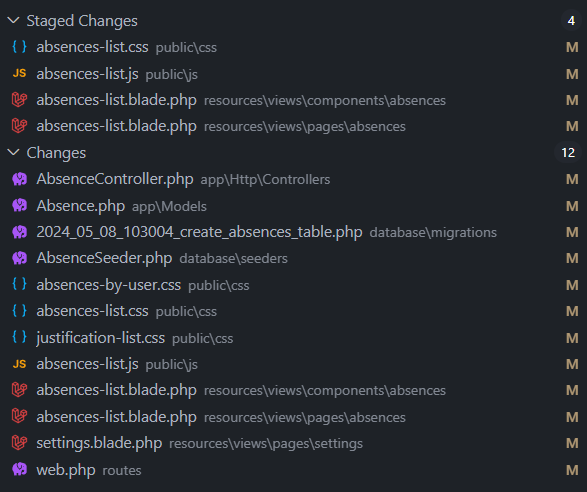 Staged Changes 4
absences-list.css public\css M
JS absences-list.js public\js M
absences-list.blade.php resources\views\components\absences M
absences-list.blade.php resources\views\pages\absences M
Changes 12
AbsenceController.php app\Http\Controllers M
Absence.php app\Models M
2024_05_08_103004_create_absences_table.php database\migrations M
AbsenceSeeder.php database\seeders M
absences-by-user.css public\css M
absences-list.css public\css M
justification-list.css public\css M
JS absences-list.js public\js M
absences-list.blade.php resources\views\components\absences M
absences-list.blade.php resources\views\pages\absences M
settings.blade.php resources\views\pages\settings M
web.php routes M